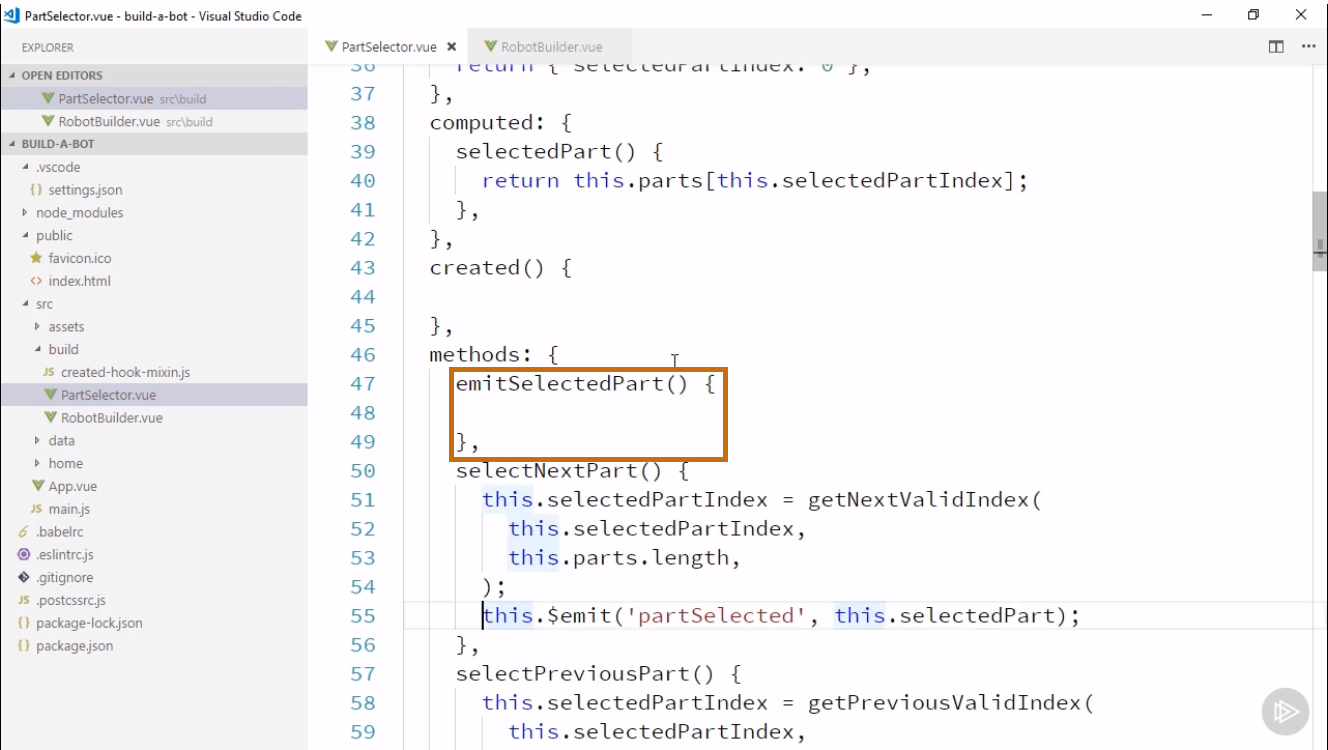 PartSelector.vue - build-a-bot - Visual Studio Code
EXPLORER
OPEN EDITORS
PartSelector.vue src\build
RobotBuilder.vue src\build
BUILD-A-BOT
.vscode
{} settings.json
node_modules
public
favicon.ico
<> index.html
src
assets
build
JS created-hook-mixin.js
PartSelector.vue
RobotBuilder.vue
data
home
App.vue
JS main.js
.babelrc
.eslintrc.js
.gitignore
JS .postcssrc.js
{} package-lock.json
{} package.json
PartSelector.vue
RobotBuilder.vue
36 return { selectedPartIndex: 0 };
37 },
38 computed: {
39 selectedPart() {
40 return this.parts[this.selectedPartIndex];
41 },
42 },
43 created() {
44
45 },
46 methods: {
47 emitSelectedPart() {
48
49 },
50 selectNextPart() {
51 this.selectedPartIndex = getNextValidIndex(
52 this.selectedPartIndex,
53 this.parts.length,
54 );
55 this.$emit('partSelected', this.selectedPart);
56 },
57 selectPreviousPart() {
58 this.selectedPartIndex = getPreviousValidIndex(
59 this.selectedPartIndex,